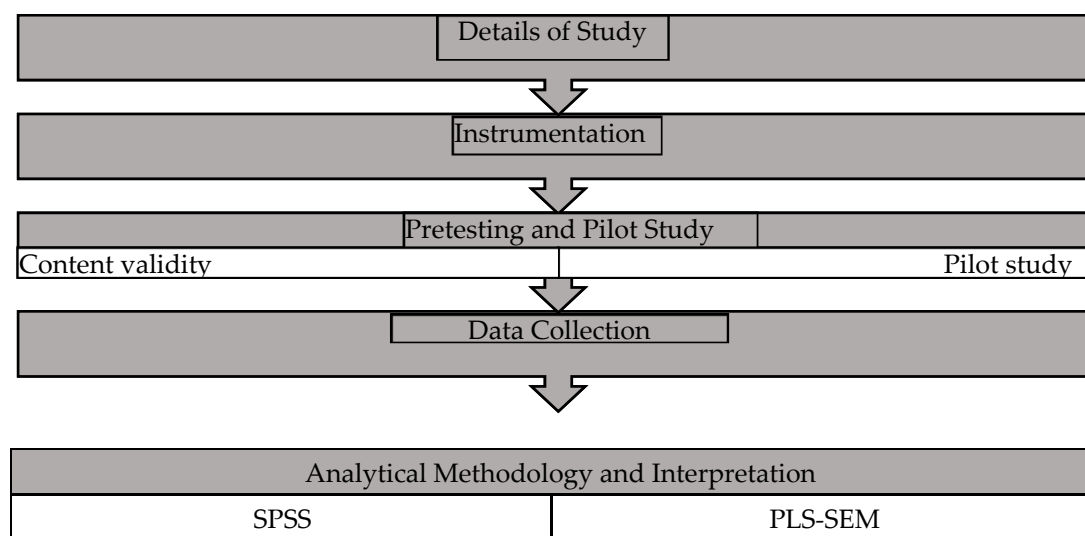 Details of Study
Instrumentation
Pretesting and Pilot Study
Content validity Pilot study
Data Collection
Analytical Methodology and Interpretation
SPSS PLS-SEM